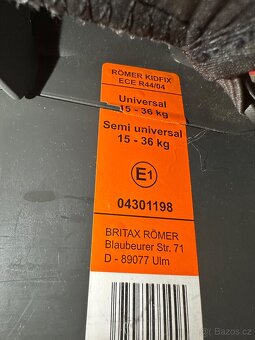 RÖMER KIDFIX
ECE R44/04
Universal
15 - 36 kg
Semi universal
15 - 36 kg
E1
04301198
BRITAX RÖMER
Blaubeurer Str. 71
D - 89077 Ulm
bazos.cz